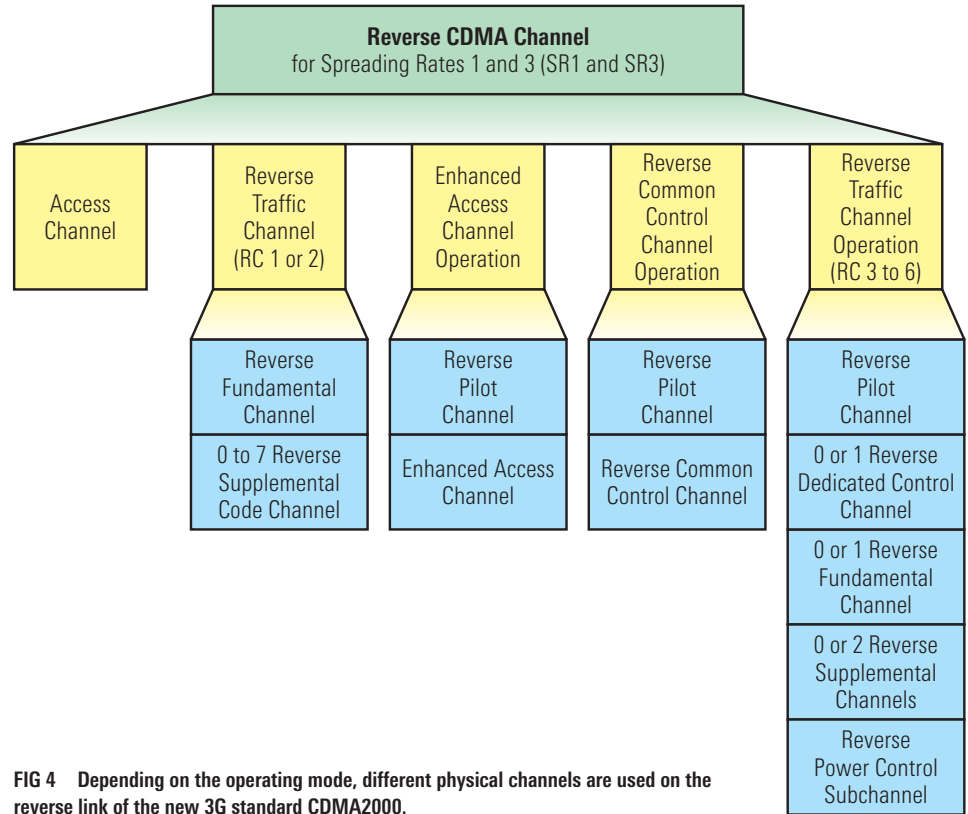 Reverse CDMA Channel
for Spreading Rates 1 and 3 (SR1 and SR3)
Access
Channel
Reverse
Traffic
Channel
(RC 1 or 2)
Enhanced
Access
Channel
Operation
Reverse
Common
Control
Channel
Operation
Reverse
Traffic
Channel
Operation
(RC 3 to 6)
Reverse
Fundamental
Channel
0 to 7 Reverse
Supplemental
Code Channel
Reverse
Pilot
Channel
Enhanced Access
Channel
Reverse
Pilot
Channel
Reverse Common
Control Channel
Reverse
Pilot
Channel
0 or 1 Reverse
Dedicated Control
Channel
0 or 1 Reverse
Fundamental
Channel
0 or 2 Reverse
Supplemental
Channels
Reverse
Power Control
Subchannel
FIG 4 Depending on the operating mode, different physical channels are used on the
reverse link of the new 3G standard CDMA2000.